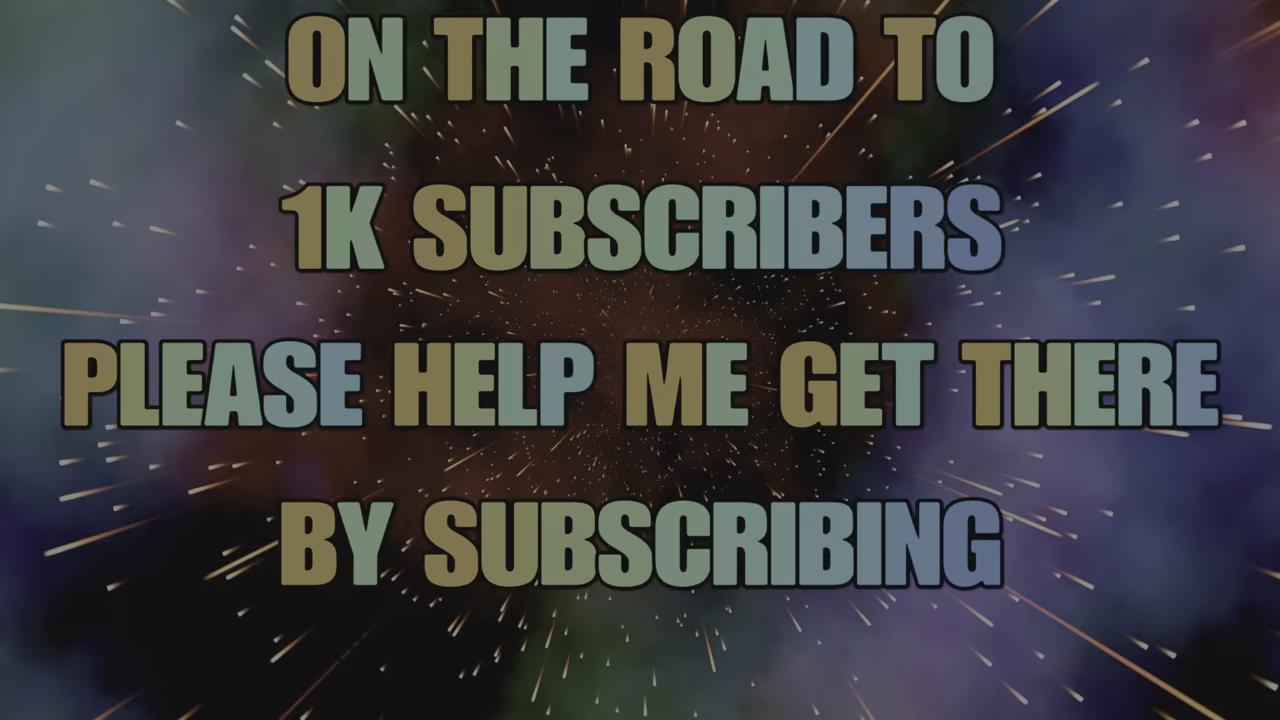 ON THE ROAD TO
1K SUBSCRIBERS
PLEASE HELP ME GET THERE
BY SUBSCRIBING